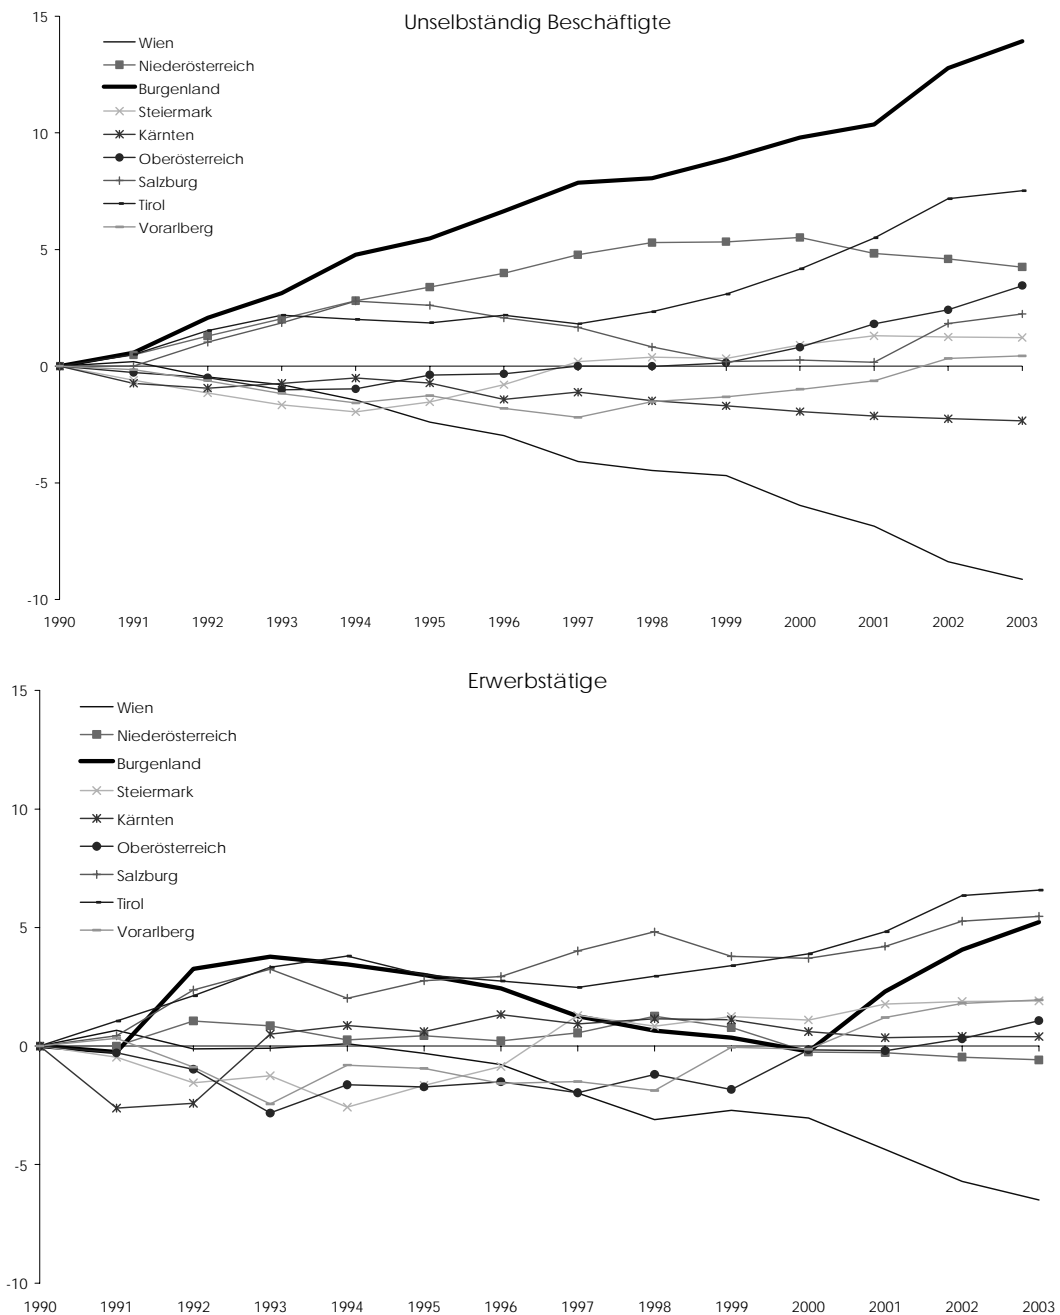 Unselbständig Beschäftigte
15
10
5
0
-5
-10
Wien
Niederösterreich
Burgenland
Steiermark
Kärnten
Oberösterreich
Salzburg
Tirol
Vorarlberg
1990 1991 1992 1993 1994 1995 1996 1997 1998 1999 2000 2001 2002 2003
Erwerbstätige
15
10
5
0
-5
-10
Wien
Niederösterreich
Burgenland
Steiermark
Kärnten
Oberösterreich
Salzburg
Tirol
Vorarlberg
1990 1991 1992 1993 1994 1995 1996 1997 1998 1999 2000 2001 2002 2003